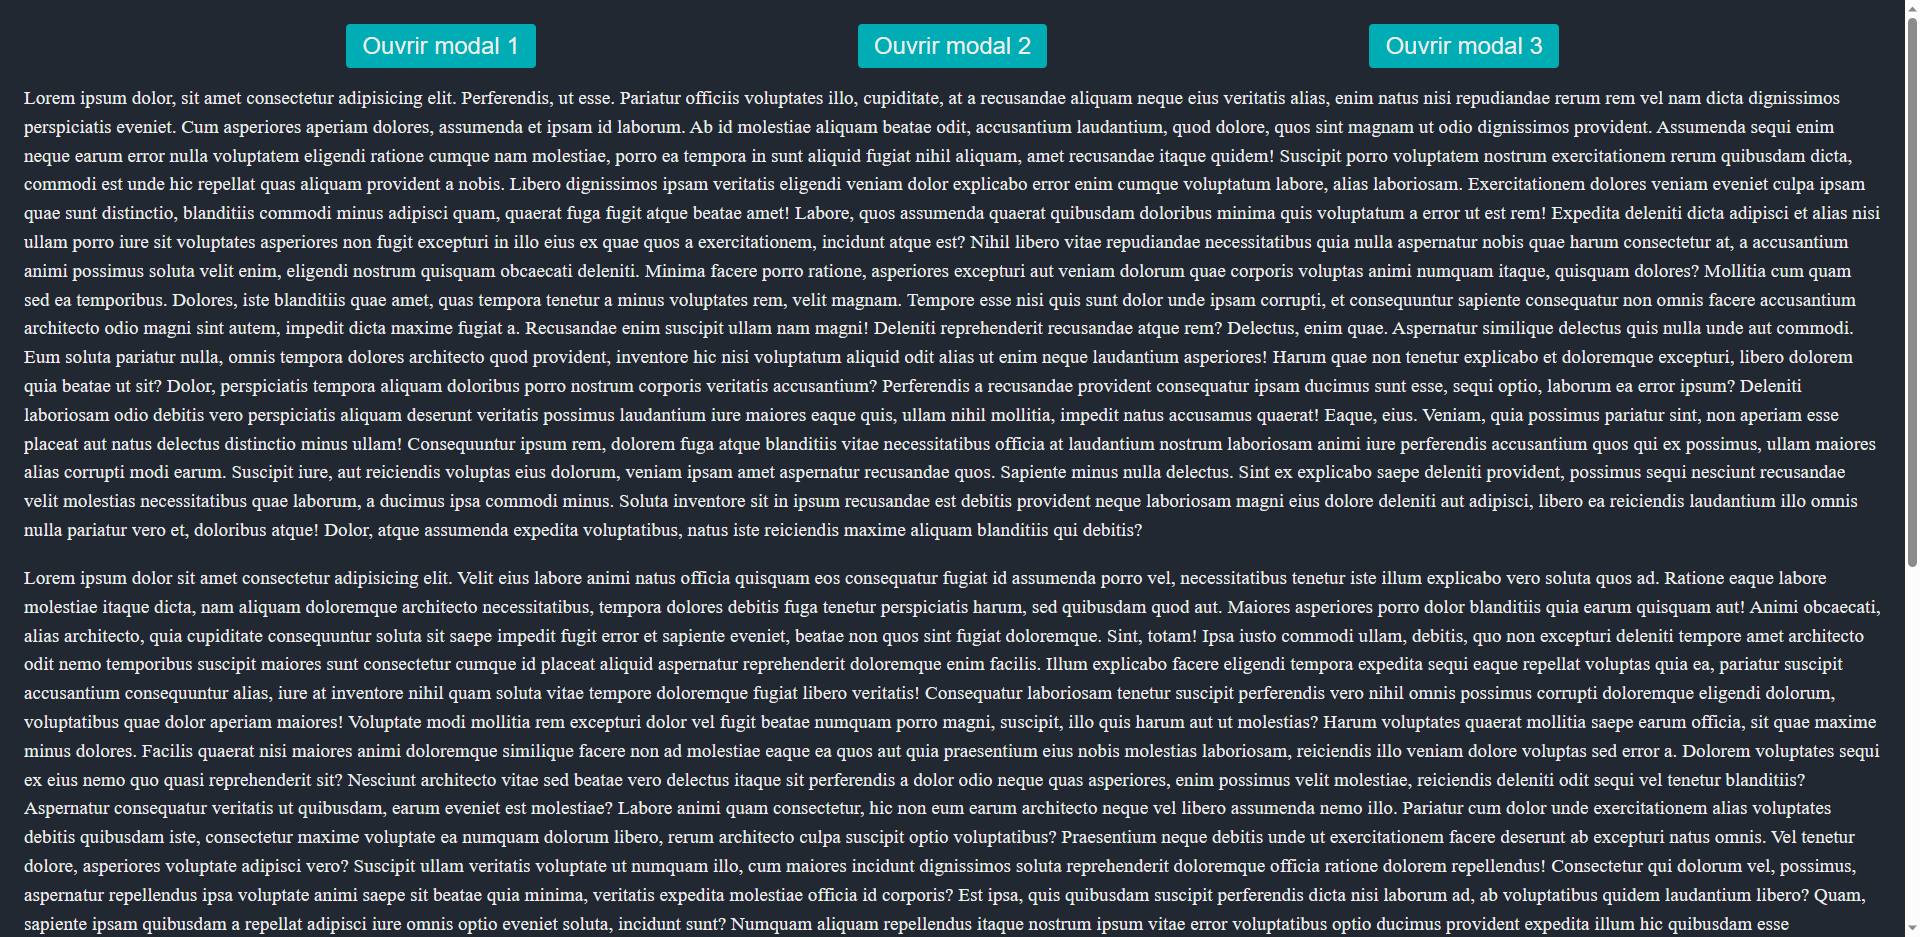 Ouvrir modal 1
Ouvrir modal 2
Ouvrir modal 3
Lorem ipsum dolor, sit amet consectetur adipisicing elit. Perferendis, ut esse. Pariatur officiis voluptates illo, cupiditate, at a recusandae aliquam neque eius veritatis alias, enim natus nisi repudiandae rerum rem vel nam dicta dignissimos
perspiciatis eveniet. Cum asperiores aperiam dolores, assumenda et ipsam id laborum. Ab id molestiae aliquam beatae odit, accusantium laudantium, quod dolore, quos sint magnam ut odio dignissimos provident. Assumenda sequi enim
neque earum error nulla voluptatem eligendi ratione cumque nam molestiae, porro ea tempora in sunt aliquid fugiat nihil aliquam, amet recusandae itaque quidem! Suscipit porro voluptatem nostrum exercitationem rerum quibusdam dicta,
commodi est unde hic repellat quas aliquam provident a nobis. Libero dignissimos ipsam veritatis eligendi veniam dolor explicabo error enim cumque voluptatum labore, alias laboriosam. Exercitationem dolores veniam eveniet culpa ipsam
quae sunt distinctio, blanditiis commodi minus adipisci quam, quaerat fuga fugit atque beatae amet! Labore, quos assumenda quaerat quibusdam doloribus minima quis voluptatum a error ut est rem! Expedita deleniti dicta adipisci et alias nisi
ullam porro iure sit voluptates asperiores non fugit excepturi in illo eius ex quae quos a exercitationem, incidunt atque est? Nihil libero vitae repudiandae necessitatibus quia nulla aspernatur nobis quae harum consectetur at, a accusantium
animi possimus soluta velit enim, eligendi nostrum quisquam obcaecati deleniti. Minima facere porro ratione, asperiores excepturi aut veniam dolorum quae corporis voluptas animi numquam itaque, quisquam dolores? Mollitia cum quam
sed ea temporibus. Dolores, iste blanditiis quae amet, quas tempora tenetur a minus voluptates rem, velit magnam. Tempore esse nisi quis sunt dolor unde ipsam corrupti, et consequuntur sapiente consequatur non omnis facere accusantium
architecto odio magni sint autem, impedit dicta maxime fugiat a. Recusandae enim suscipit ullam nam magni! Deleniti reprehenderit recusandae atque rem? Delectus, enim quae. Aspernatur similique delectus quis nulla unde aut commodi.
Eum soluta pariatur nulla, omnis tempora dolores architecto quod provident, inventore hic nisi voluptatum aliquid odit alias ut enim neque laudantium asperiores! Harum quae non tenetur explicabo et doloremque excepturi, libero dolorem
quia beatae ut sit? Dolor, perspiciatis tempora aliquam doloribus porro nostrum corporis veritatis accusantium? Perferendis a recusandae provident consequatur ipsam ducimus sunt esse, sequi optio, laborum ea error ipsum? Deleniti
laboriosam odio debitis vero perspiciatis aliquam deserunt veritatis possimus laudantium iure maiores eaque quis, ullam nihil mollitia, impedit natus accusamus quaerat! Eaque, eius. Veniam, quia possimus pariatur sint, non aperiam esse
placeat aut natus delectus distinctio minus ullam! Consequuntur ipsum rem, dolorem fuga atque blanditiis vitae necessitatibus officia at laudantium nostrum laboriosam animi iure perferendis accusantium quos qui ex possimus, ullam maiores
alias corrupti modi earum. Suscipit iure, aut reiciendis voluptas eius dolorum, veniam ipsam amet aspernatur recusandae quos. Sapiente minus nulla delectus. Sint ex explicabo saepe deleniti provident, possimus sequi nesciunt recusandae
velit molestias necessitatibus quae laborum, a ducimus ipsa commodi minus. Soluta inventore sit in ipsum recusandae est debitis provident neque laboriosam magni eius dolore deleniti aut adipisci, libero ea reiciendis laudantium illo omnis
nulla pariatur vero et, doloribus atque! Dolor, atque assumenda expedita voluptatibus, natus iste reiciendis maxime aliquam blanditiis qui debitis?
Lorem ipsum dolor sit amet consectetur adipisicing elit. Velit eius labore animi natus officia quisquam eos consequatur fugiat id assumenda porro vel, necessitatibus tenetur iste illum explicabo vero soluta quos ad. Ratione eaque labore
molestiae itaque dicta, nam aliquam doloremque architecto necessitatibus, tempora dolores debitis fuga tenetur perspiciatis harum, sed quibusdam quod aut. Maiores asperiores porro dolor blanditiis quia earum quisquam aut! Animi obcaecati,
alias architecto, quia cupiditate consequuntur soluta sit saepe impedit fugit error et sapiente eveniet, beatae non quos sint fugiat doloremque. Sint, totam! Ipsa iusto commodi ullam, debitis, quo non excepturi deleniti tempore amet architecto
odit nemo temporibus suscipit maiores sunt consectetur cumque id placeat aliquid aspernatur reprehenderit doloremque enim facilis. Illum explicabo facere eligendi tempora expedita sequi eaque repellat voluptas quia ea, pariatur suscipit
accusantium consequuntur alias, iure at inventore nihil quam soluta vitae tempore doloremque fugiat libero veritatis! Consequatur laboriosam tenetur suscipit perferendis vero nihil omnis possimus corrupti doloremque eligendi dolorum,
voluptatibus quae dolor aperiam maiores! Voluptate modi mollitia rem excepturi dolor vel fugit beatae numquam porro magni, suscipit, illo quis harum aut ut molestias? Harum voluptates quaerat mollitia saepe earum officia, sit quae maxime
minus dolores. Facilis quaerat nisi maiores animi doloremque similique facere non ad molestiae eaque ea quos aut quia praesentium eius nobis molestias laboriosam, reiciendis illo veniam dolore voluptas sed error a. Dolorem voluptates sequi
ex eius nemo quo quasi reprehenderit sit? Nesciunt architecto vitae sed beatae vero delectus itaque sit perferendis a dolor odio neque quas asperiores, enim possimus velit molestiae, reiciendis deleniti odit sequi vel tenetur blanditiis?
Aspernatur consequatur veritatis ut quibusdam, earum eveniet est molestiae? Labore animi quam consectetur, hic non eum earum architecto neque vel libero assumenda nemo illo. Pariatur cum dolor unde exercitationem alias voluptates
debitis quibusdam iste, consectetur maxime voluptate ea numquam dolorum libero, rerum architecto culpa suscipit optio voluptatibus? Praesentium neque debitis unde ut exercitationem facere deserunt ab excepturi natus omnis. Vel tenetur
dolore, asperiores voluptate adipisci vero? Suscipit ullam veritatis voluptate ut numquam illo, cum maiores incidunt dignissimos soluta reprehenderit doloremque officia ratione dolorem repellendus! Consectetur qui dolorum vel, possimus,
aspernatur repellendus ipsa voluptate animi saepe sit beatae quia minima, veritatis expedita molestiae officia id corporis? Est ipsa, quis quibusdam suscipit perferendis dicta nisi laborum ad, ab voluptatibus quidem laudantium libero? Quam,
sapiente ipsam quibusdam a repellat adipisci iure omnis optio eveniet soluta, incidunt sunt? Numquam aliquam repellendus itaque nostrum ipsum vitae error voluptatibus optio ducimus provident expedita illum hic quibusdam esse